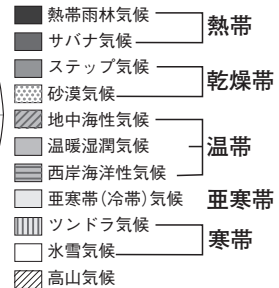 熱帯雨林気候
サバナ気候
熱帯
ステップ気候
砂漠気候
乾燥帯
地中海性気候
温暖湿潤気候
西岸海洋性気候
温帯
亜寒帯(冷帯)気候
亜寒帯
ツンドラ気候
氷雪気候
寒帯
高山気候